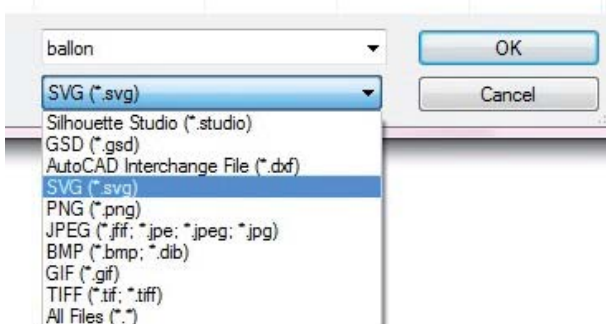 ballon
OK
SVG (*.svg)
Cancel
Silhouette Studio (*.studio)
GSD (*.gsd)
AutoCAD Interchange File (*.dxf)
SVG (*.svg)
PNG (*.png)
JPEG (*.jfif; *.jpe; *.jpeg; *.jpg)
BMP (*.bmp; *.dib)
GIF (*.gif)
TIFF (*.tif; *.tiff)
All Files (*.*)